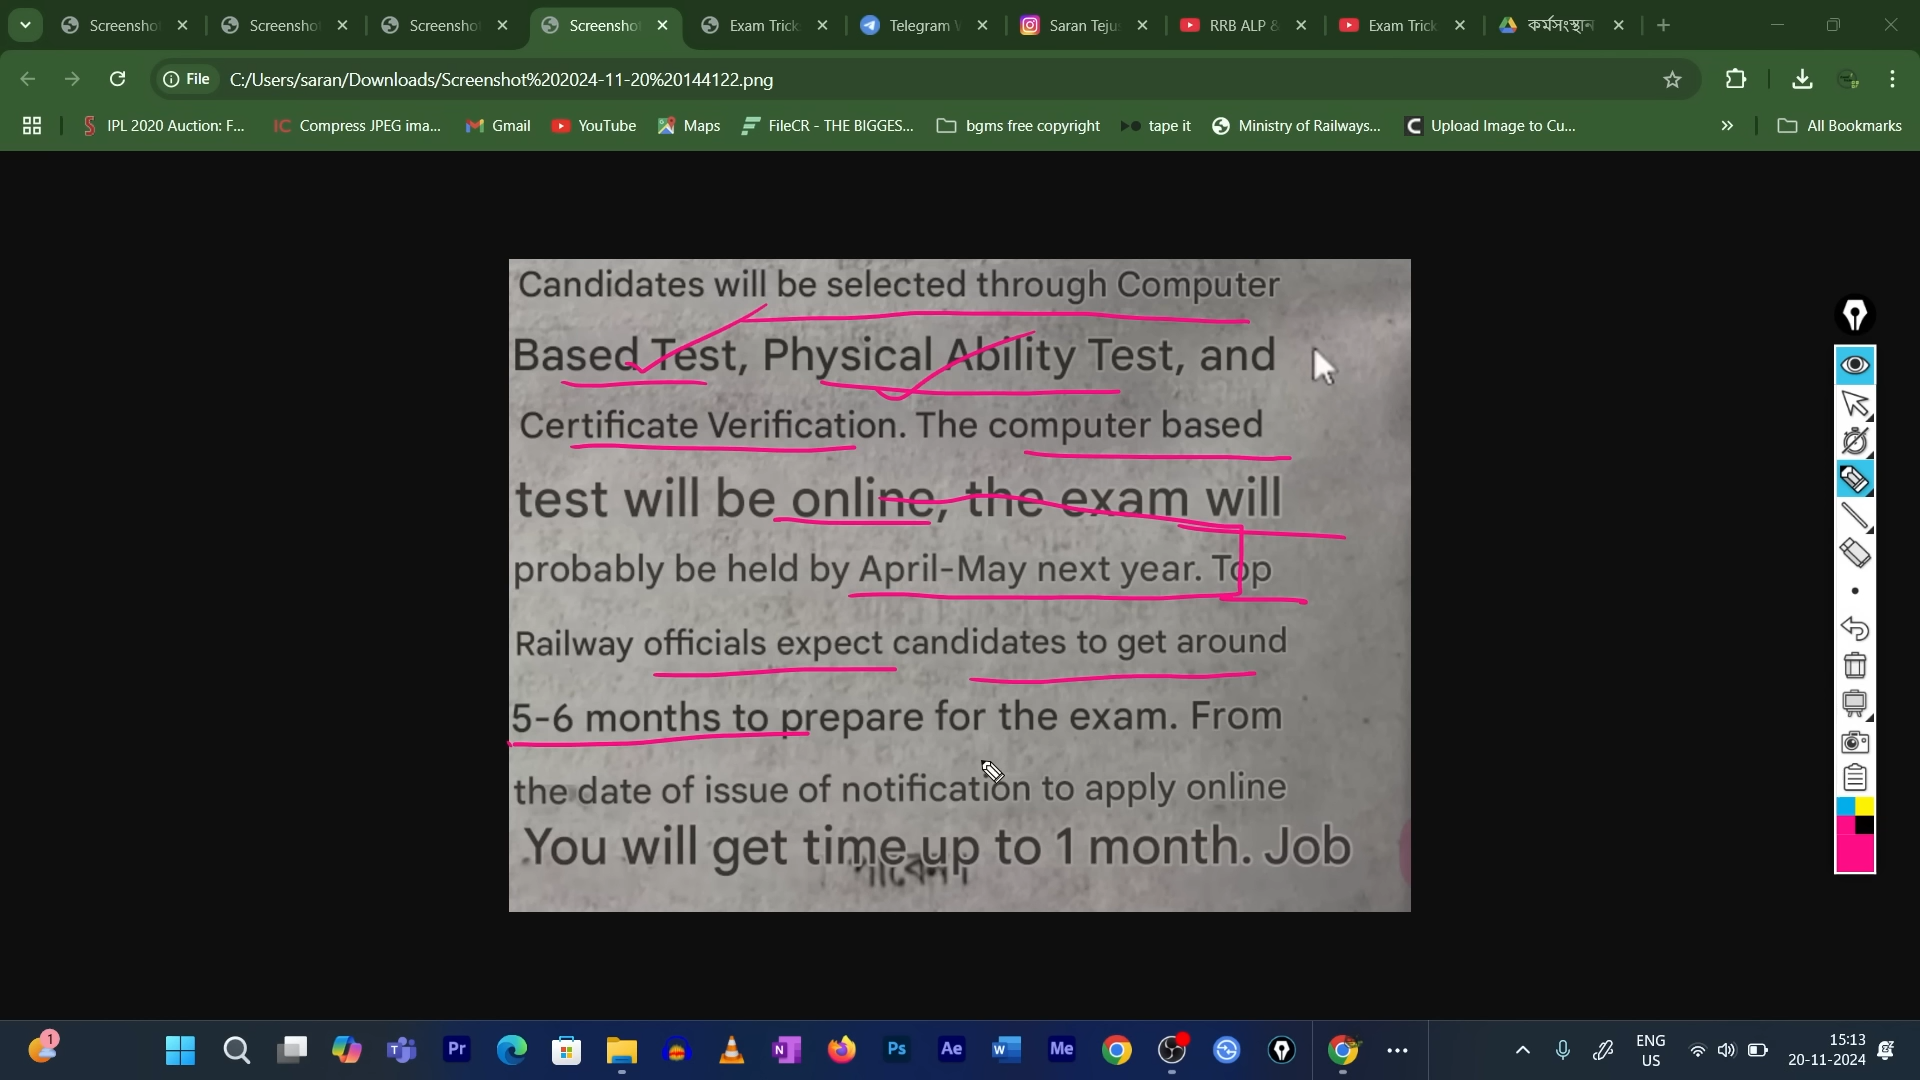 Screensho
Screensho
Screensho
Screensho
Exam Trick
Telegram
Saran Teju
RRB ALP &
Exam Trick
কর্মসংস্থান
File
C:/Users/saran/Downloads/Screenshot%202024-11-20%20144122.png
IPL 2020 Auction: F...
Compress JPEG ima...
Gmail
YouTube
Maps
FileCR - THE BIGGES...
bgms free copyright
tape it
Ministry of Railways...
Upload Image to Cu...
All Bookmarks
Candidates will be selected through Computer
Based Test, Physical Ability Test, and
Certificate Verification. The computer based
test will be online, the exam will
probably be held by April-May next year. Top
Railway officials expect candidates to get around
5-6 months to prepare for the exam. From
the date of issue of notification to apply online
You will get time up to 1 month. Job
1
Pr
Ps
Ae
Me
ENG
US
15:13
20-11-2024